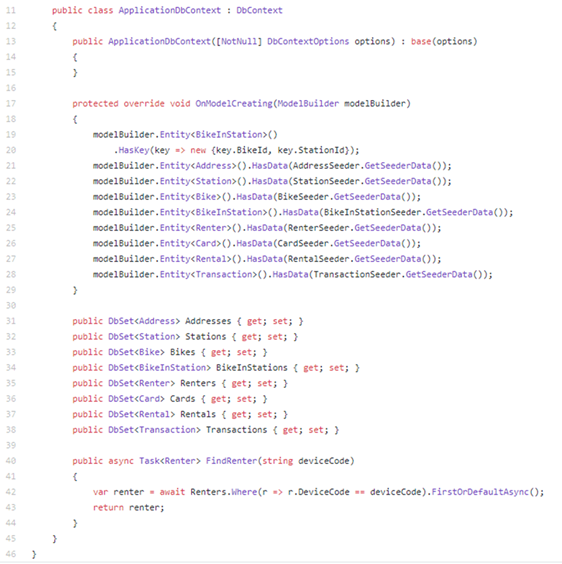 11 public class ApplicationDbContext : DbContext
12 {
13 public ApplicationDbContext([NotNull] DbContextOptions options) : base(options)
14 {
15 }
16
17 protected override void OnModelCreating(ModelBuilder modelBuilder)
18 {
19 modelBuilder.Entity<BikeInStation>()
20 .HasKey(key => new {key.BikeId, key.StationId});
21 modelBuilder.Entity<Address>().HasData(AddressSeeder.GetSeederData());
22 modelBuilder.Entity<Station>().HasData(StationSeeder.GetSeederData());
23 modelBuilder.Entity<Bike>().HasData(BikeSeeder.GetSeederData());
24 modelBuilder.Entity<BikeInStation>().HasData(BikeInStationSeeder.GetSeederData());
25 modelBuilder.Entity<Renter>().HasData(RenterSeeder.GetSeederData());
26 modelBuilder.Entity<Card>().HasData(CardSeeder.GetSeederData());
27 modelBuilder.Entity<Rental>().HasData(RentalSeeder.GetSeederData());
28 modelBuilder.Entity<Transaction>().HasData(TransactionSeeder.GetSeederData());
29 }
30
31 public DbSet<Address> Addresses { get; set; }
32 public DbSet<Station> Stations { get; set; }
33 public DbSet<Bike> Bikes { get; set; }
34 public DbSet<BikeInStation> BikeInStations { get; set; }
35 public DbSet<Renter> Renters { get; set; }
36 public DbSet<Card> Cards { get; set; }
37 public DbSet<Rental> Rentals { get; set; }
38 public DbSet<Transaction> Transactions { get; set; }
39
40 public async Task<Renter> FindRenter(string deviceCode)
41 {
42 var renter = await Renters.Where(r => r.DeviceCode == deviceCode).FirstOrDefaultAsync();
43 return renter;
44 }
45 }
46 }